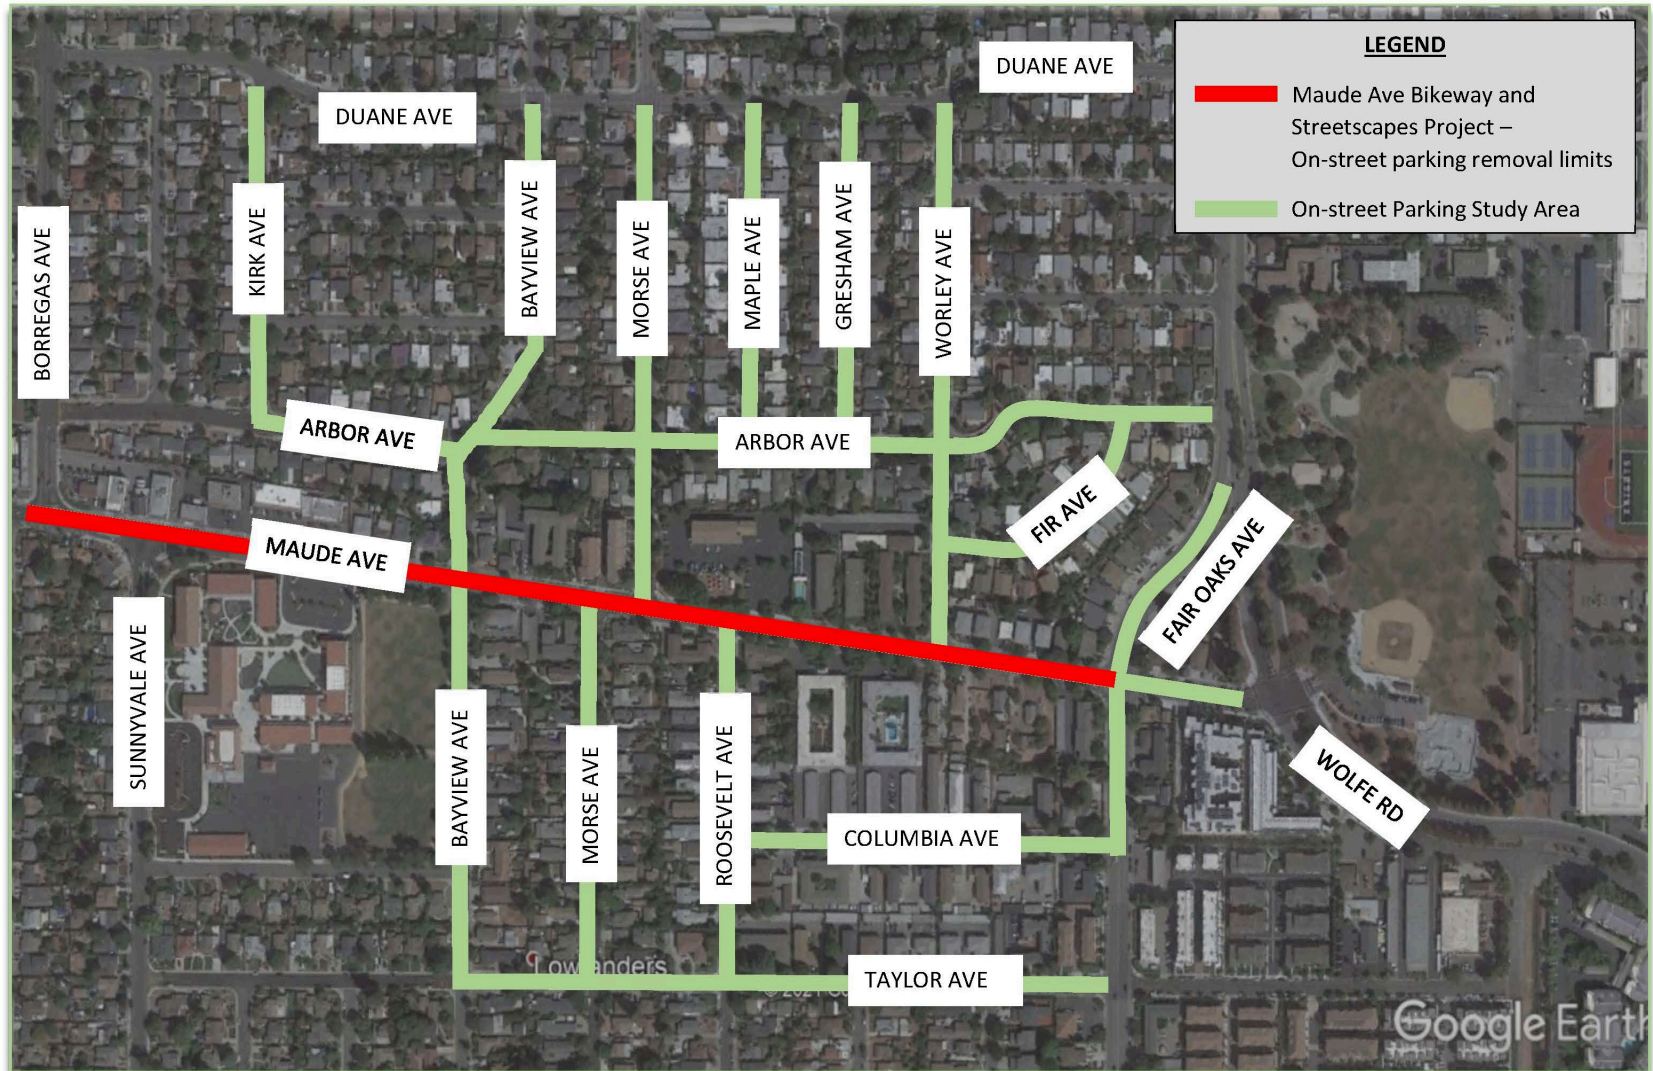 DUANE AVE
LEGEND
Maude Ave Bikeway and
Streetscapes Project –
On-street parking removal limits
On-street Parking Study Area
DUANE AVE
BORREGAS AVE
KIRK AVE
BAYVIEW AVE
MORSE AVE
MAPLE AVE
GRESHAM AVE
WORLEY AVE
ARBOR AVE
ARBOR AVE
FIR AVE
FAIR OAKS AVE
MAUDE AVE
SUNNYVALE AVE
BAYVIEW AVE
MORSE AVE
ROOSEVELT AVE
COLUMBIA AVE
WOLFE RD
TAYLOR AVE
Google Earth